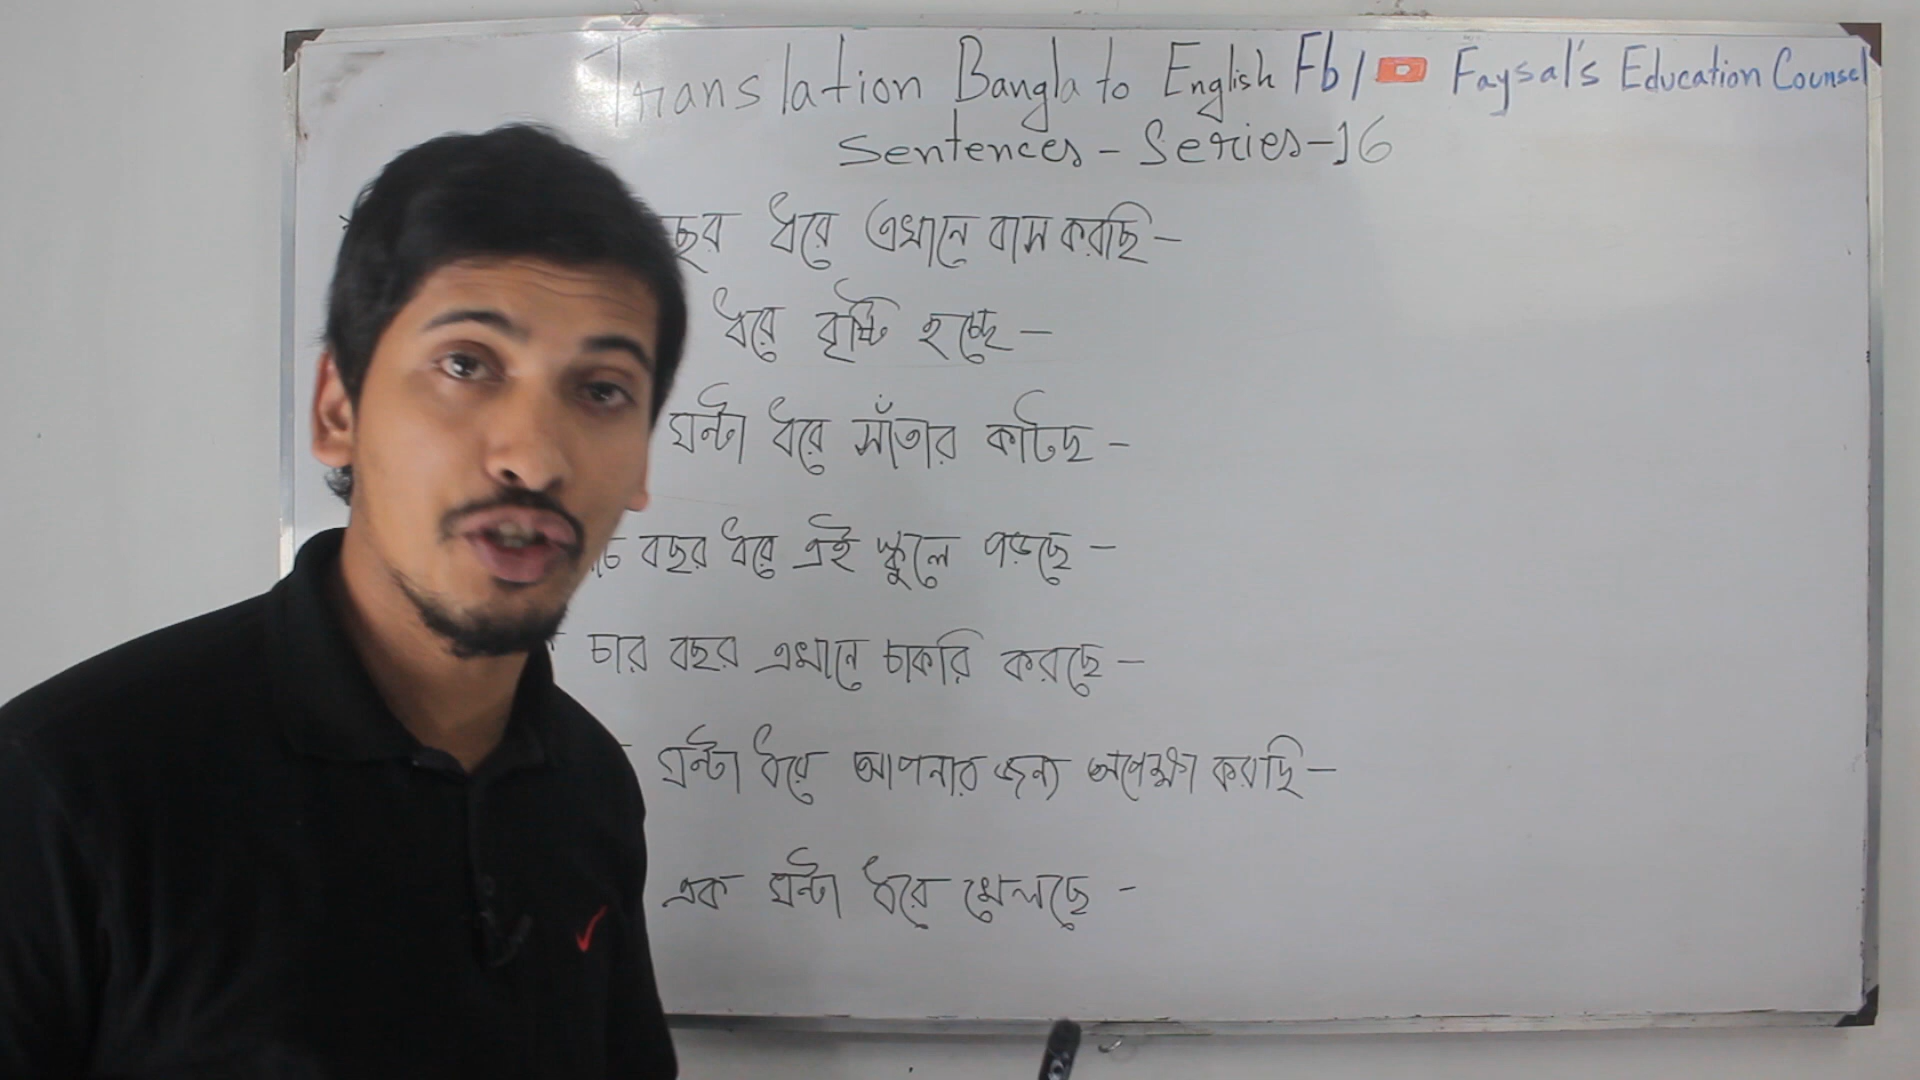 Translation Bangla to English Fb/ Faysal's Education Counsel
Sentences - Series-16
ছর ধরে এখানে বাস করছি -
ধরে বৃষ্টি হচ্ছে -
ঘন্টা ধরে সাঁতার কাটছি -
বছর ধরে এই স্কুলে পড়ছে -
চার বছর এখানে চাকরি করছে -
ঘন্টা ধরে আপনার জন্য অপেক্ষা করছি -
এক ঘন্টা ধরে খেলছে -